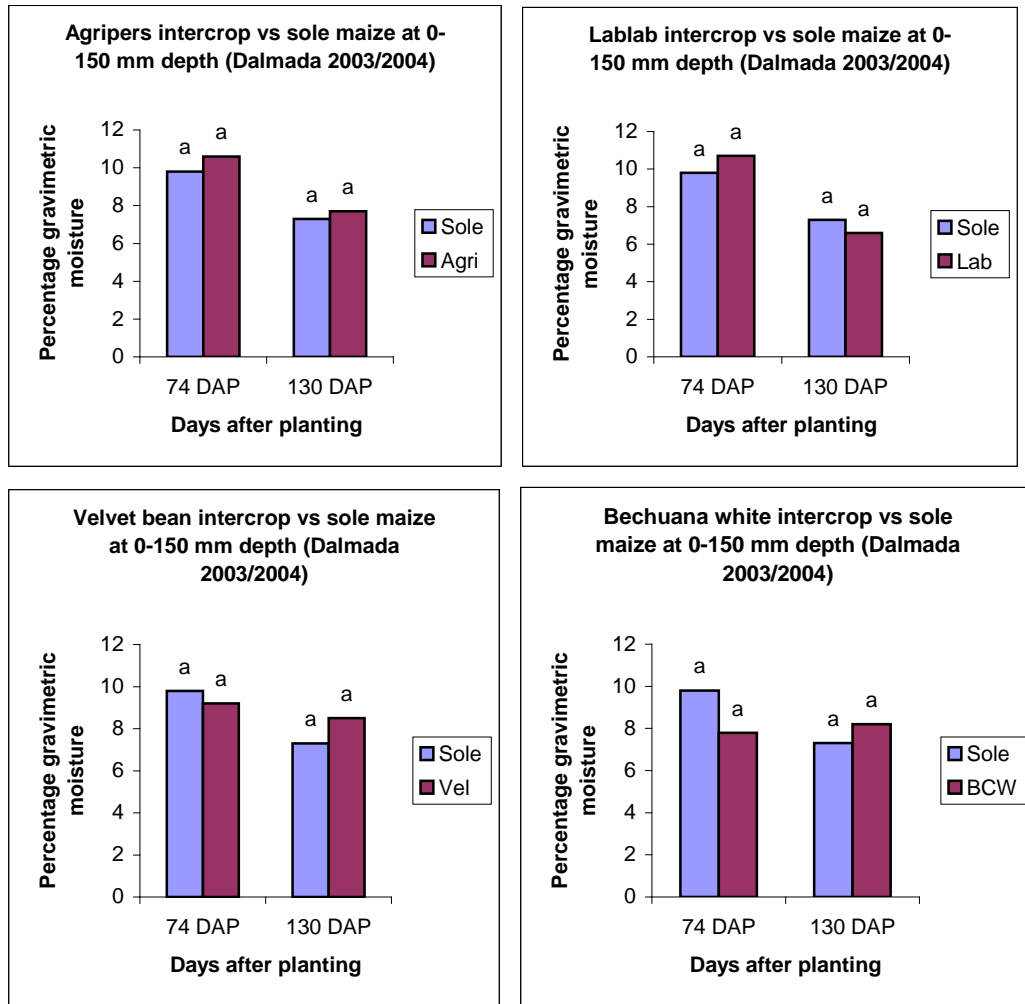 Agripers intercrop vs sole maize at 0-
150 mm depth (Dalmada 2003/2004)
Percentage gravimetric
moisture
12
10
8
6
4
2
0
a
a
a
a
74 DAP
130 DAP
Days after planting
Sole
Agri
Lablab intercrop vs sole maize at 0-
150 mm depth (Dalmada 2003/2004)
Percentage gravimetric
moisture
12
10
8
6
4
2
0
a
a
a
a
74 DAP
130 DAP
Days after planting
Sole
Lab
Velvet bean intercrop vs sole maize
at 0-150 mm depth (Dalmada
2003/2004)
Percentage gravimetric
moisture
12
10
8
6
4
2
0
a
a
a
a
74 DAP
130 DAP
Days after planting
Sole
Vel
Bechuana white intercrop vs sole
maize at 0-150 mm depth (Dalmada
2003/2004)
Percentage gravimetric
moisture
12
10
8
6
4
2
0
a
a
a
a
74 DAP
130 DAP
Days after planting
Sole
BCW